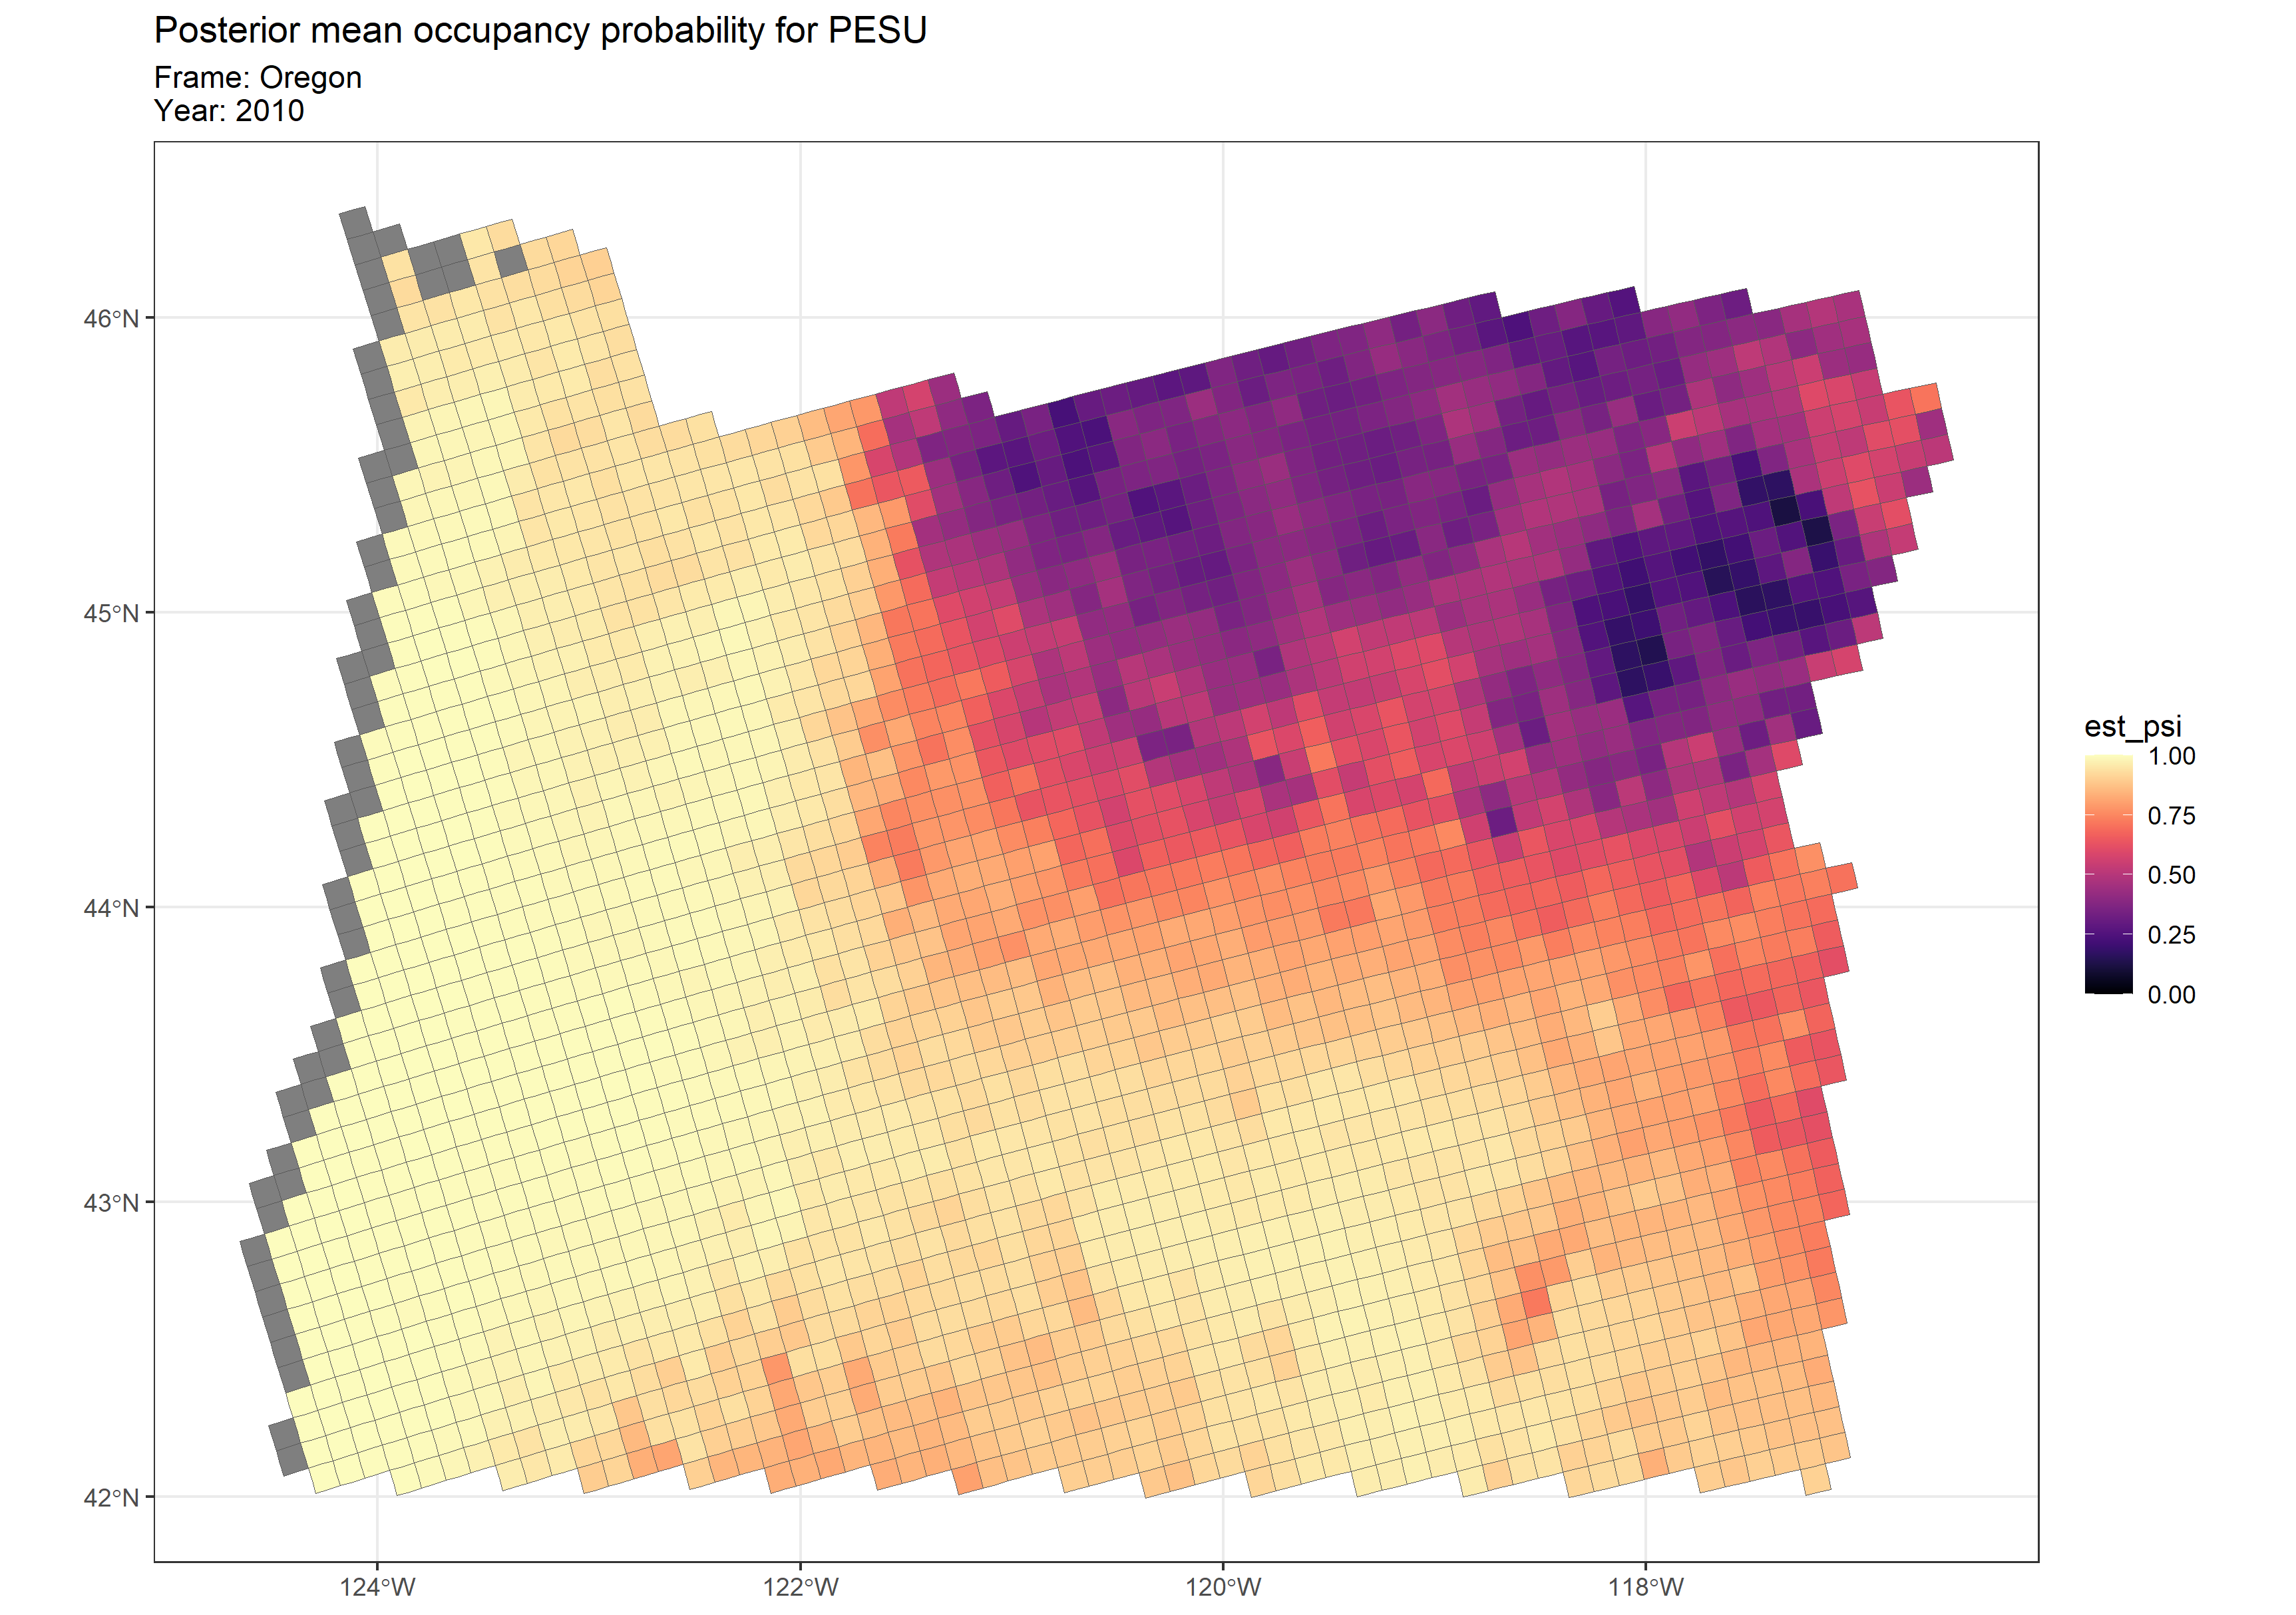 Posterior mean occupancy probability for PESU
Frame: Oregon
Year: 2010
46°N
45°N
44°N
43°N
42°N
124°W
122°W
120°W
118°W
est_psi
1.00
0.75
0.50
0.25
0.00